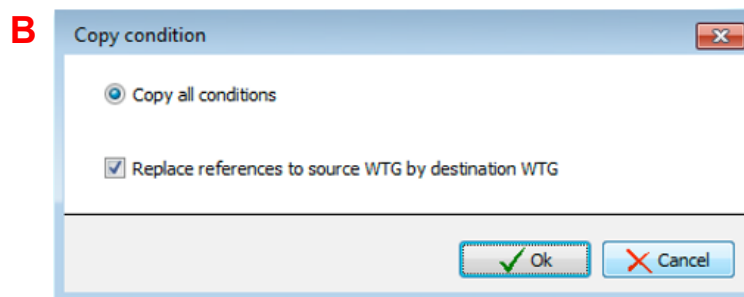 B
Copy condition
Copy all conditions
Replace references to source WTG by destination WTG
Ok Cancel